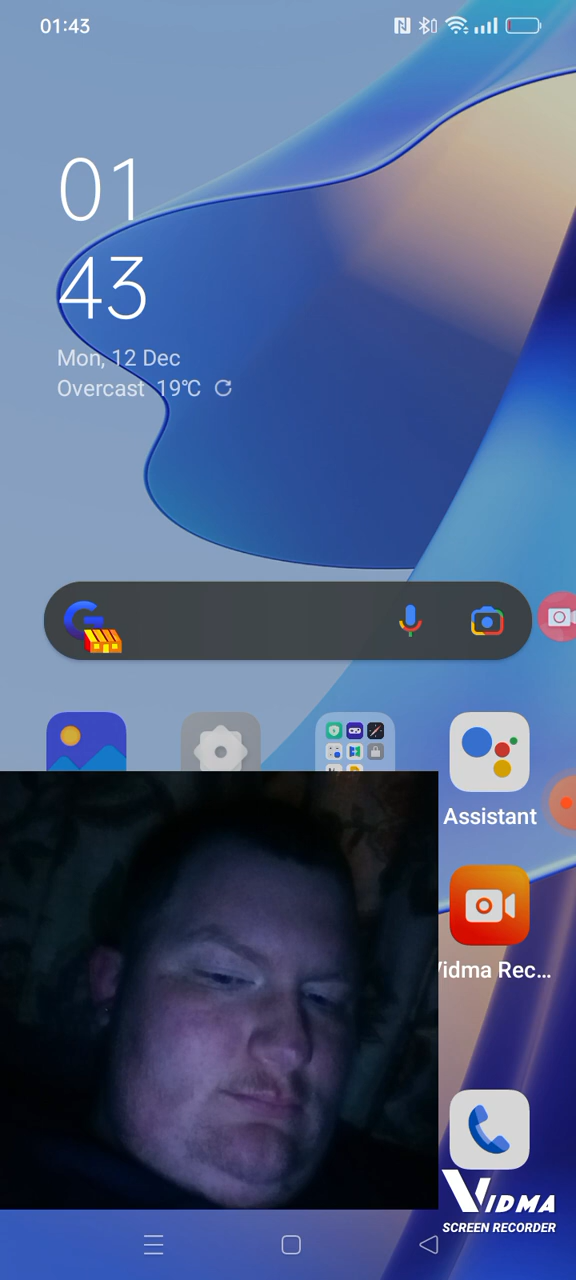 01:43
01
43
Mon, 12 Dec
Overcast 19℃
Assistant
Vidma Rec...
VIDMA
SCREEN RECORDER